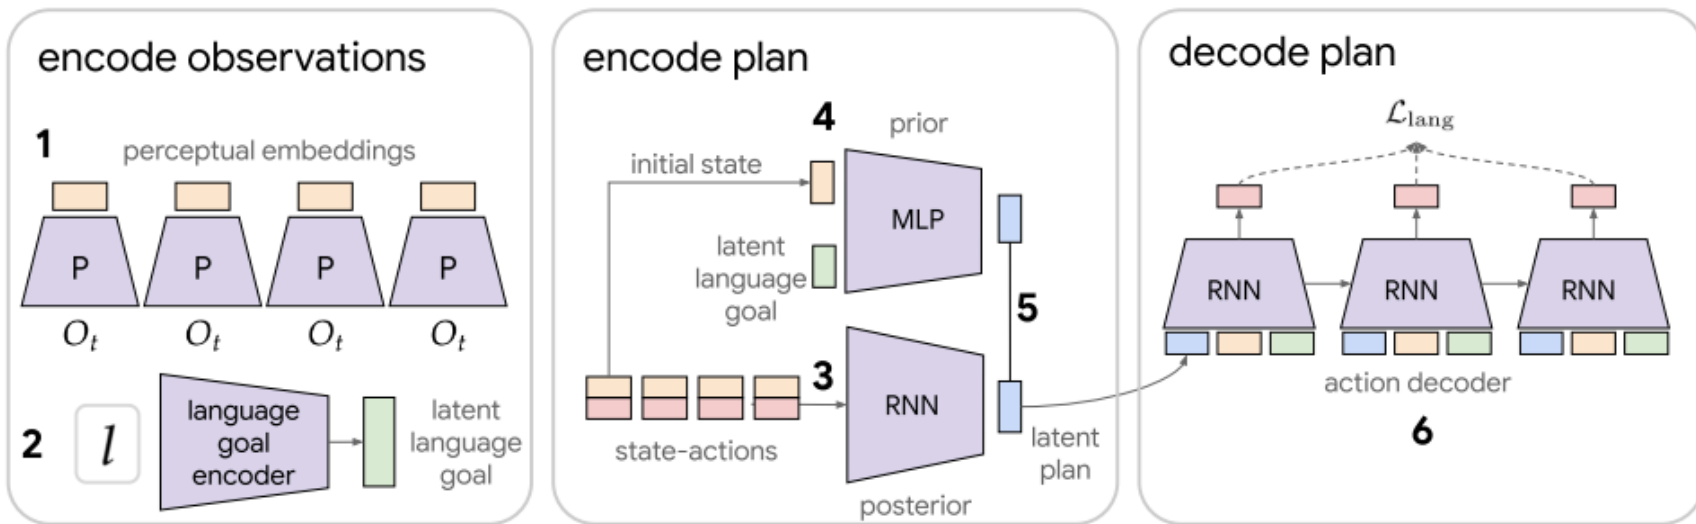 encode observations
1
perceptual embeddings
P P P P
O_t O_t O_t O_t
2
l
language
goal
encoder
latent
language
goal
encode plan
4
prior
initial state
MLP
latent
language
goal
5
3
RNN
state-actions
latent
plan
posterior
decode plan
ℒ_lang
RNN RNN RNN
action decoder
6